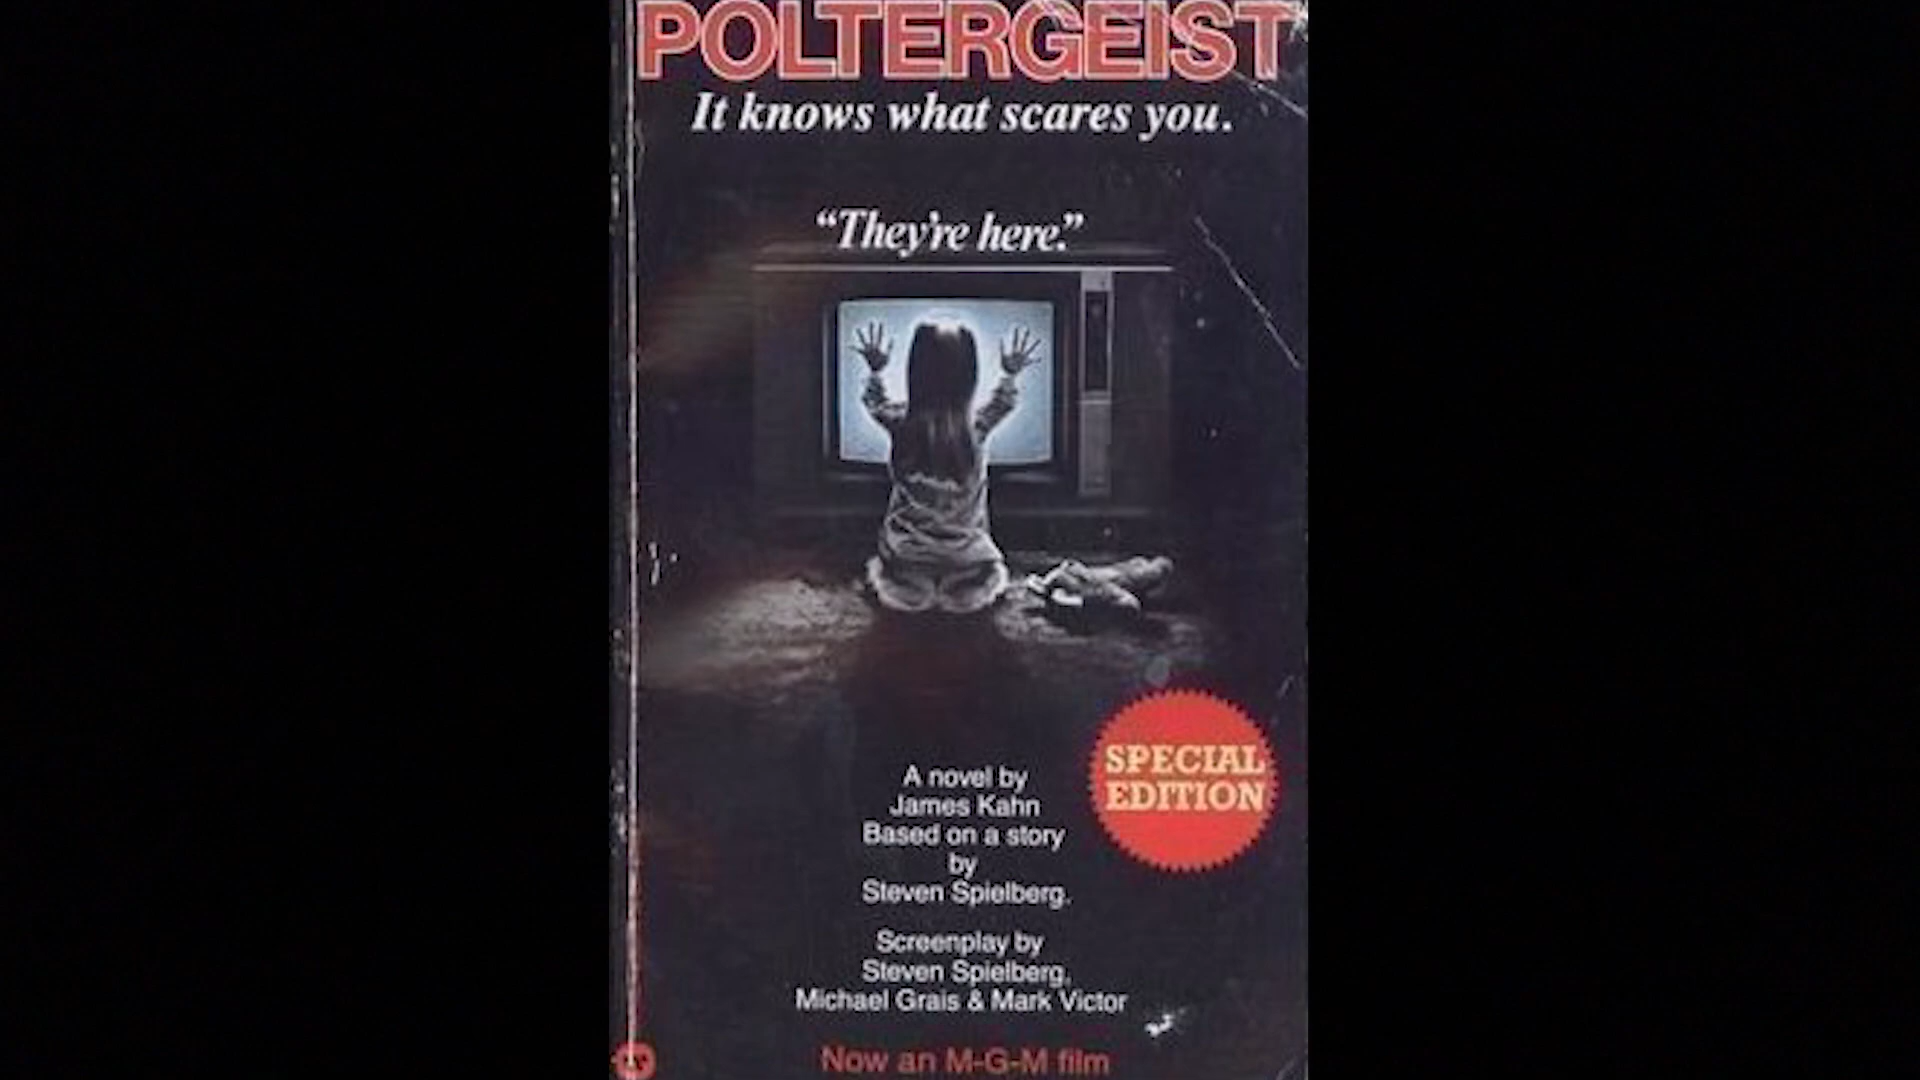 POLTERGEIST
It knows what scares you.
“They're here.”
SPECIAL
EDITION
A novel by
James Kahn
Based on a story
by
Steven Spielberg.
Screenplay by
Steven Spielberg,
Michael Grais & Mark Victor
Now an M-G-M film